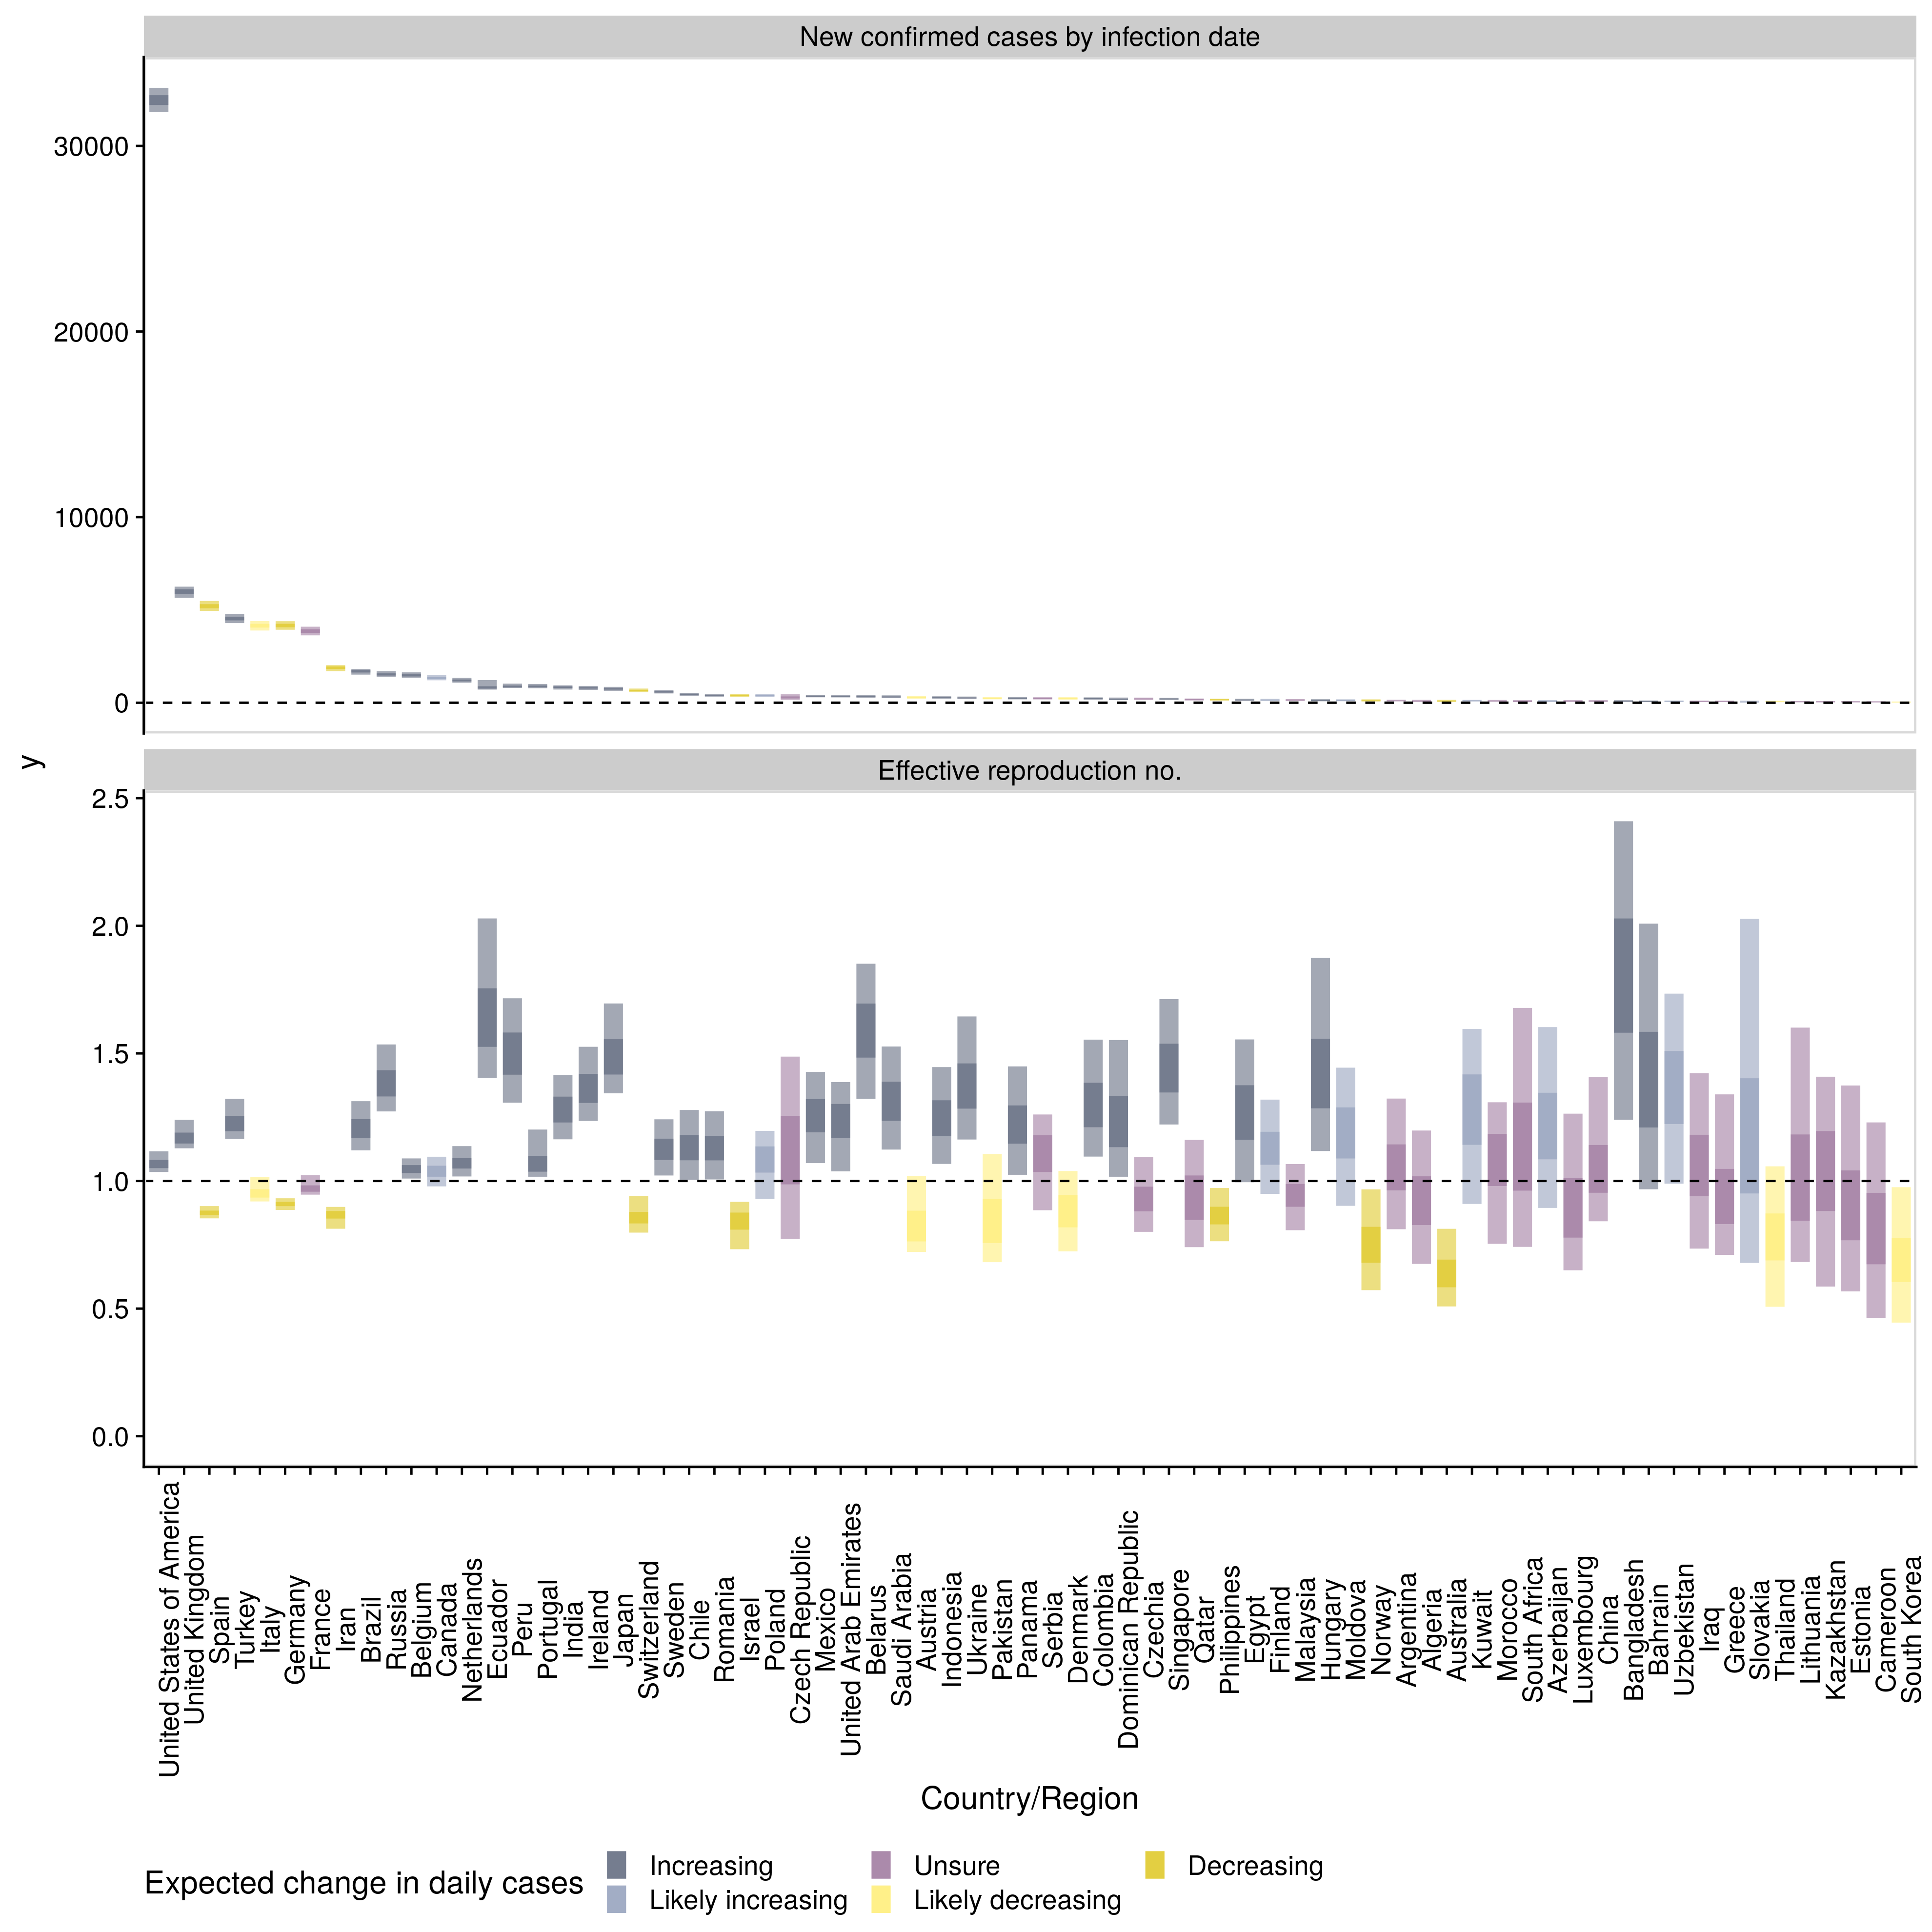 New confirmed cases by infection date
30000
20000
10000
0
y
Effective reproduction no.
2.5
2.0
1.5
1.0
0.5
0.0
United States of America
United Kingdom
Spain
Turkey
Italy
Germany
France
Iran
Brazil
Russia
Belgium
Canada
Netherlands
Ecuador
Peru
Portugal
India
Ireland
Japan
Switzerland
Sweden
Chile
Romania
Israel
Poland
Czech Republic
Mexico
United Arab Emirates
Belarus
Saudi Arabia
Austria
Indonesia
Ukraine
Pakistan
Panama
Serbia
Denmark
Colombia
Dominican Republic
Czechia
Singapore
Qatar
Philippines
Egypt
Finland
Malaysia
Hungary
Moldova
Norway
Argentina
Algeria
Australia
Kuwait
Morocco
South Africa
Azerbaijan
Luxembourg
China
Bangladesh
Bahrain
Uzbekistan
Iraq
Greece
Slovakia
Thailand
Lithuania
Kazakhstan
Estonia
Cameroon
South Korea
Country/Region
Expected change in daily cases
Increasing
Unsure
Decreasing
Likely increasing
Likely decreasing